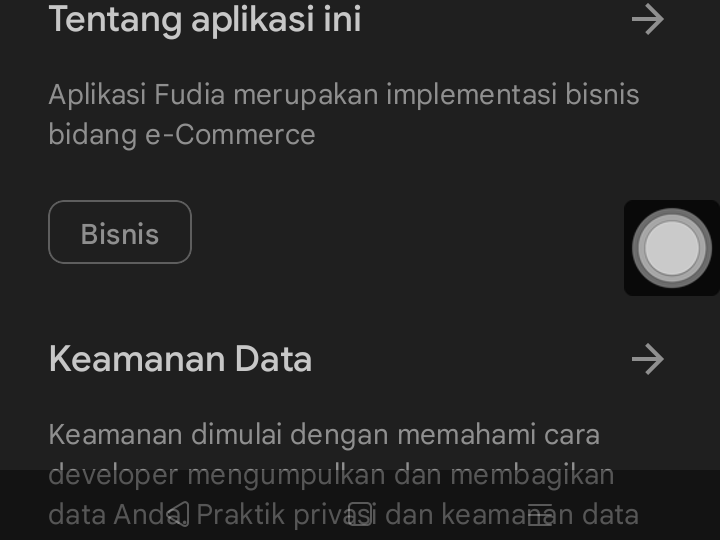 Tentang aplikasi ini
Aplikasi Fudia merupakan implementasi bisnis
bidang e-Commerce
Bisnis
Keamanan Data
Keamanan dimulai dengan memahami cara
developer mengumpulkan dan membagikan
data Anda. Praktik privasi dan keamanan data